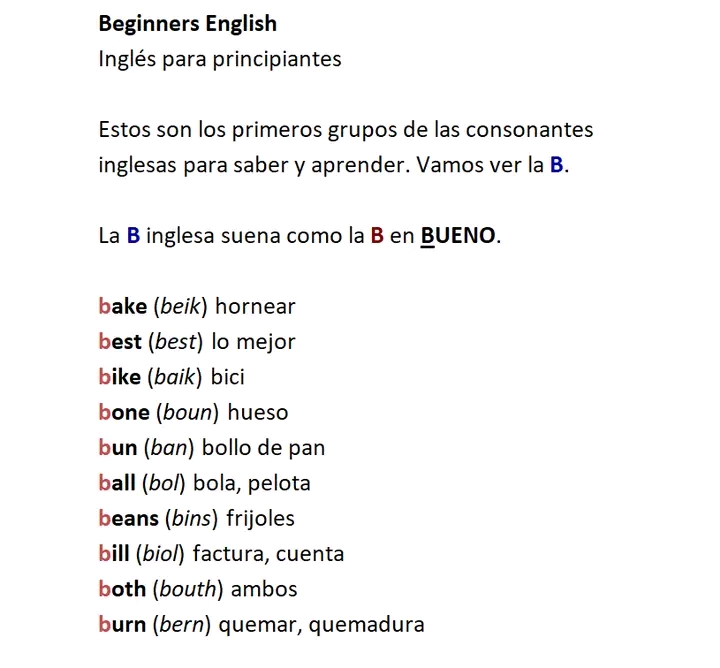 Beginners English
Inglés para principiantes
Estos son los primeros grupos de las consonantes
inglesas para saber y aprender. Vamos ver la B.
La B inglesa suena como la B en BUENO.
bake (beik) hornear
best (best) lo mejor
bike (baik) bici
bone (boun) hueso
bun (ban) bollo de pan
ball (bol) bola, pelota
beans (bins) frijoles
bill (biol) factura, cuenta
both (bouth) ambos
burn (bern) quemar, quemadura